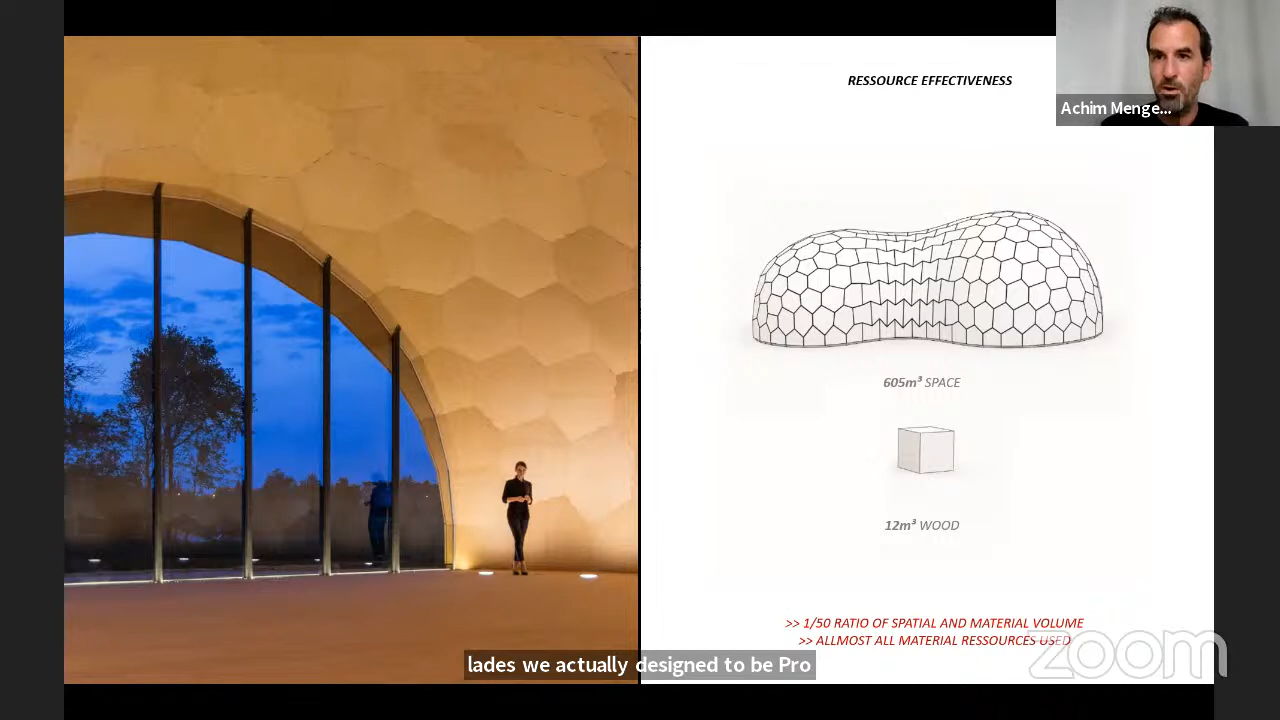 RESSOURCE EFFECTIVENESS
Achim Menge...
605m³ SPACE
12m³ WOOD
>> 1/50 RATIO OF SPATIAL AND MATERIAL VOLUME
>> ALLMOST ALL MATERIAL RESSOURCES USED
lades we actually designed to be Pro
zoom